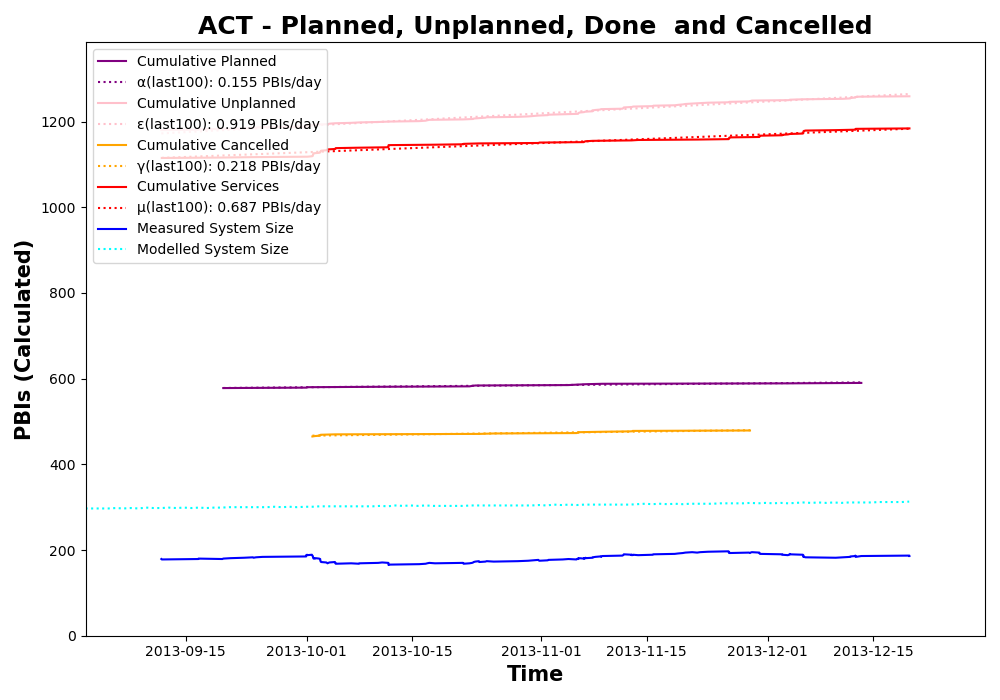 ACT - Planned, Unplanned, Done  and Cancelled
PBIs (Calculated)
1200
1000
800
600
400
200
0
Cumulative Planned
α(last100): 0.155 PBIs/day
Cumulative Unplanned
ε(last100): 0.919 PBIs/day
Cumulative Cancelled
γ(last100): 0.218 PBIs/day
Cumulative Services
μ(last100): 0.687 PBIs/day
Measured System Size
Modelled System Size
2013-09-15 2013-10-01 2013-10-15 2013-11-01 2013-11-15 2013-12-01 2013-12-15
Time